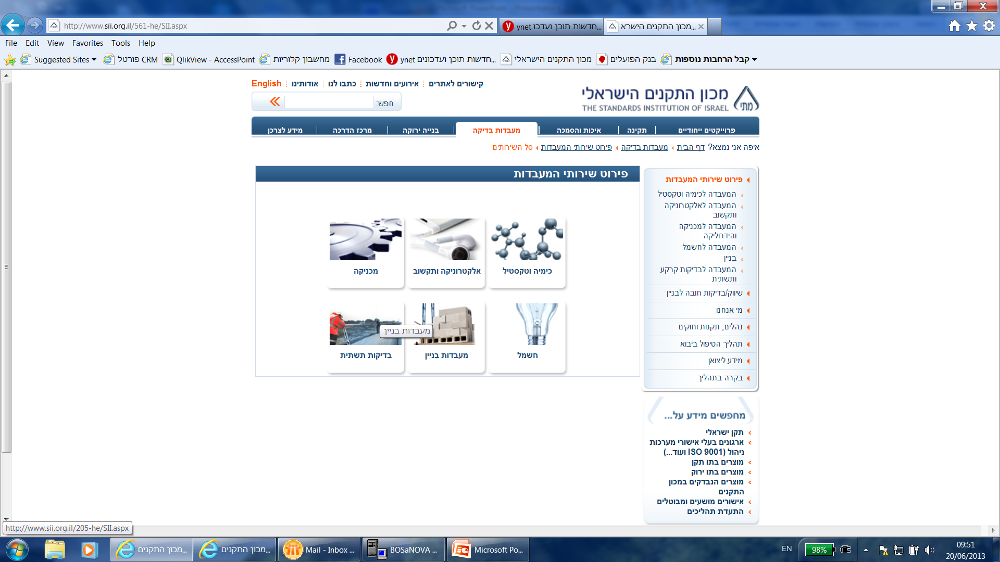 http://www.sii.org.il/561-he/SII.aspx
ynet חדשות תוכן ועדכו...
מכון התקנים הישרא...
File Edit View Favorites Tools Help
Suggested Sites
פורטל CRM
QlikView - AccessPoint
מחשבון קלוריות
Facebook
ynet חדשות תוכן ועדכונים...
מכון התקנים הישראלי
בנק הפועלים
קבל הרחבות נוספות
קישורים לאתרים
אירועים וחדשות
כתבו לנו
אודותינו
English
חפש:
מכון התקנים הישראלי
THE STANDARDS INSTITUTION OF ISRAEL
מתי
פרוייקטים ייחודיים
תקינה
איכות והסמכה
מעבדות בדיקה
בנייה ירוקה
מרכז הדרכה
מידע לצרכן
איפה אני נמצא? דף הבית מעבדות בדיקה פירוט שירותי המעבדות סל השירותים
פירוט שירותי המעבדות
המעבדה לכימיה וטקסטיל
המעבדה לאלקטרוניקה
ותקשוב
המעבדה למכניקה
והידרוליקה
המעבדה לחשמל
בניין
המעבדה לבדיקות קרקע
ותשתית
שיווק/בדיקות חובה לבניין
מי אנחנו
נהלים, תקנות וחוקים
תהליך הטיפול ביבוא
מידע ליצואן
בקרה בתהליך
פירוט שירותי המעבדות
כימיה וטקסטיל
אלקטרוניקה ותקשוב
מכניקה
חשמל
מעבדות בניין
בדיקות תשתית
מעבדות בניין
מחפשים מידע על...
תקן ישראלי
ארגונים בעלי אישורי מערכות
ניהול (ISO 9001 ועוד...)
מוצרים בתו תקן
מוצרים בתו ירוק
מוצרים הנבדקים במכון
התקנים
אישורים מושעים ומבוטלים
התעדת תהליכים
http://www.sii.org.il/205-he/SII.aspx
מכון התקנים...
מכון התקנים...
Mail - Inbox ...
BOSaNOVA ...
Microsoft Po...
EN
98%
09:51
20/06/2013